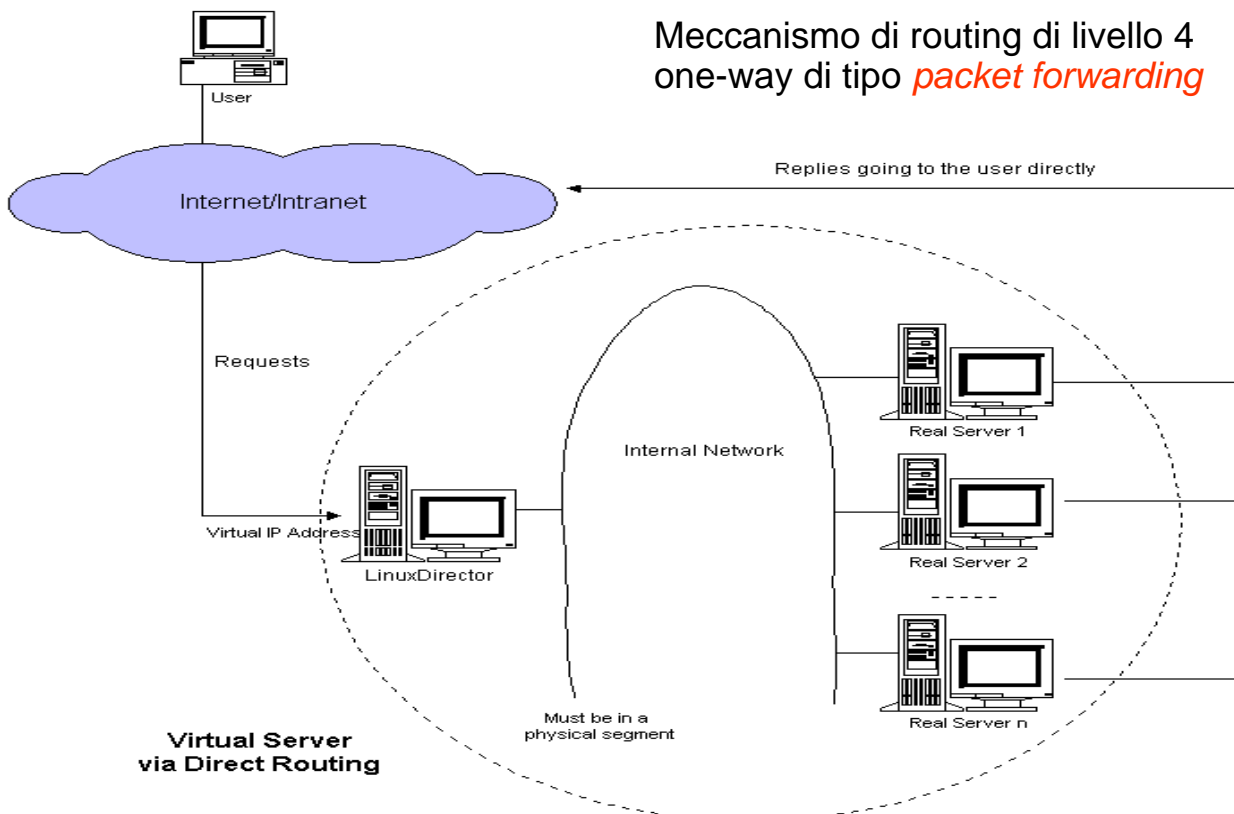 Meccanismo di routing di livello 4
one-way di tipo packet forwarding
User
Replies going to the user directly
Internet/Intranet
Requests
Real Server 1
Internal Network
Virtual IP Address
LinuxDirector
Real Server 2
Real Server n
Must be in a
physical segment
Virtual Server
via Direct Routing